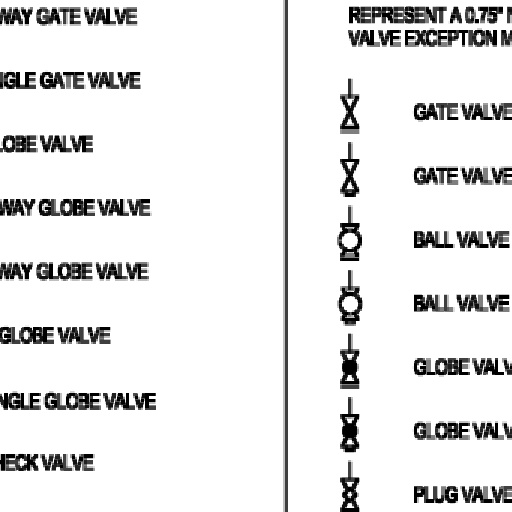 WAY GATE VALVE
NGLE GATE VALVE
LOBE VALVE
WAY GLOBE VALVE
WAY GLOBE VALVE
GLOBE VALVE
NGLE GLOBE VALVE
HECK VALVE
REPRESENT A 0.75" N
VALVE EXCEPTION M
GATE VALVE
GATE VALVE
BALL VALVE
BALL VALVE
GLOBE VALV
GLOBE VALV
PLUG VALVE